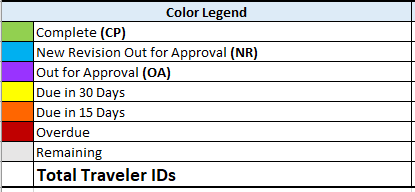 Color Legend
Complete (CP)
New Revision Out for Approval (NR)
Out for Approval (OA)
Due in 30 Days
Due in 15 Days
Overdue
Remaining
Total Traveler IDs